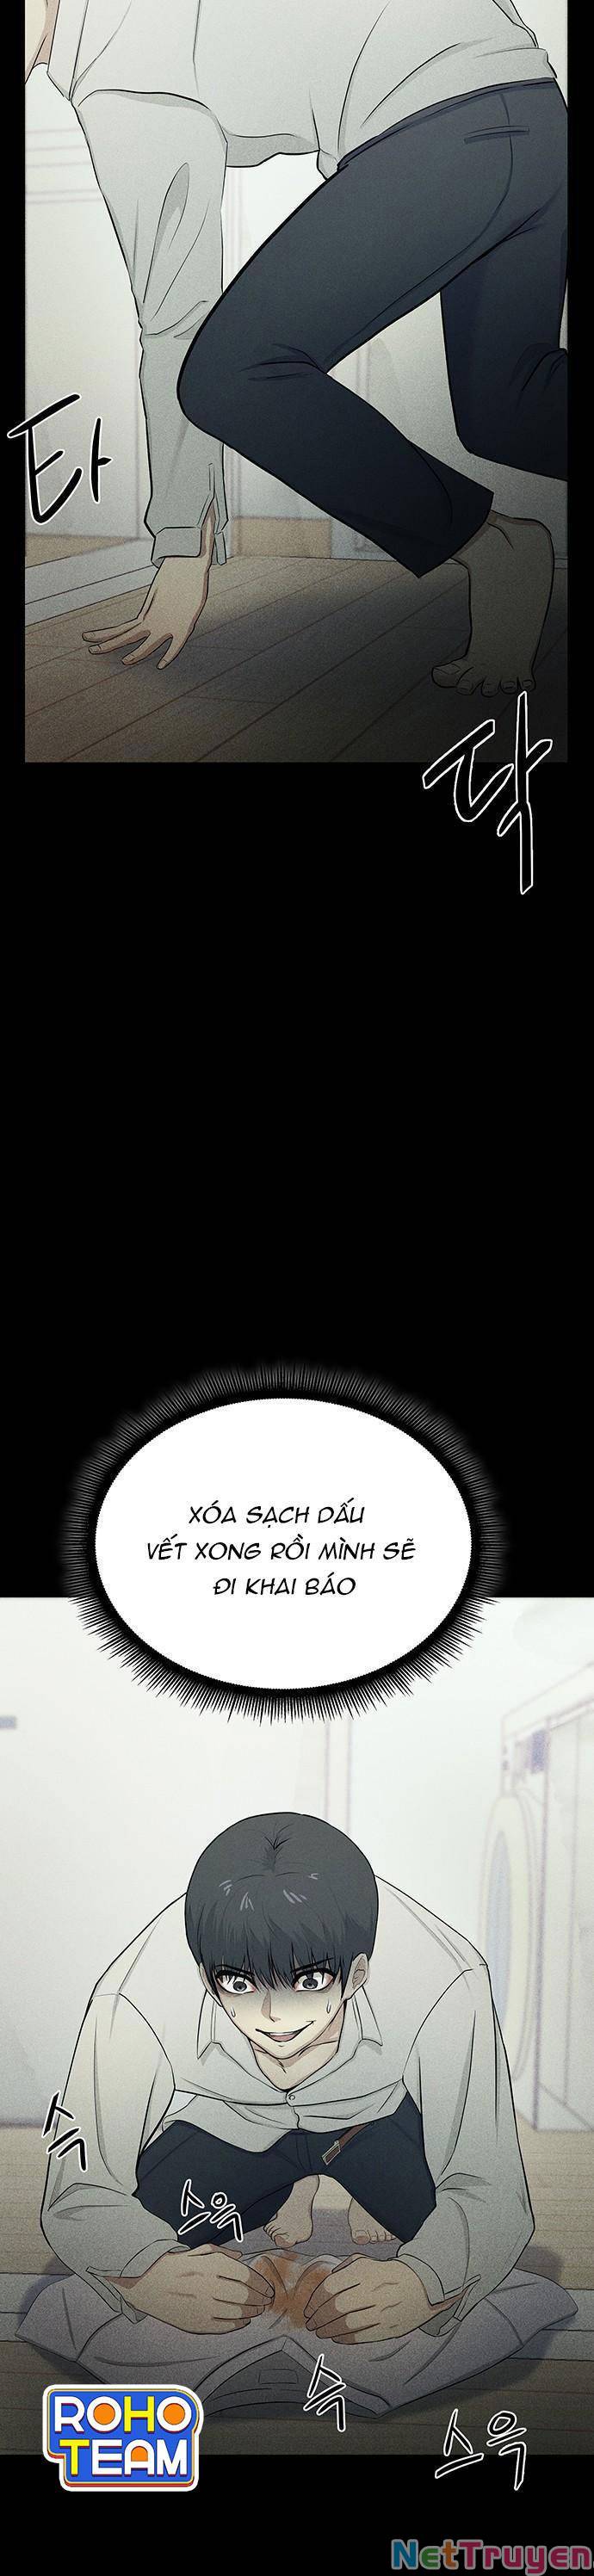 타
닥
XÓA SẠCH DẤU
VẾT XONG RỒI MÌNH SẼ
ĐI KHAI BÁO
슥
스윽
슥
스윽
ROHO
TEAM
NetTruyen